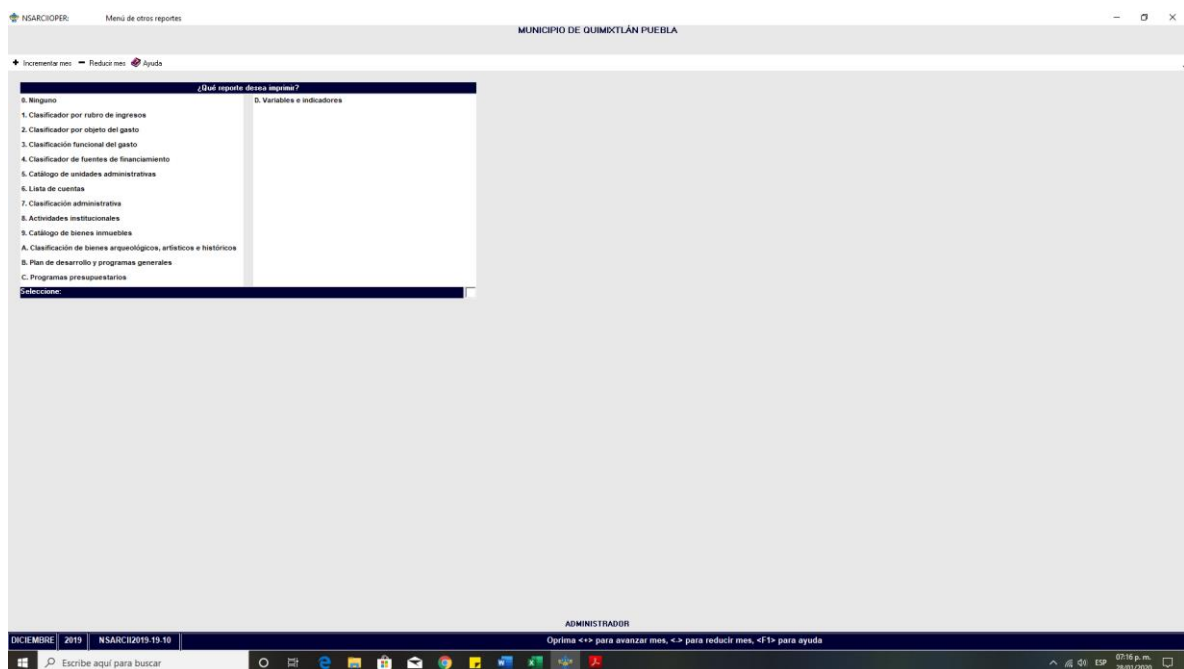 NSARCIIOPER: Menú de otros reportes
MUNICIPIO DE QUIMIXTLÁN PUEBLA
Incrementar mes Reducir mes Ayuda
¿Qué reporte desea imprimir?
0. Ninguno
1. Clasificador por rubro de ingresos
2. Clasificador por objeto del gasto
3. Clasificación funcional del gasto
4. Clasificador de fuentes de financiamiento
5. Catálogo de unidades administrativas
6. Lista de cuentas
7. Clasificación administrativa
8. Actividades institucionales
9. Catálogo de bienes inmuebles
A. Clasificación de bienes arqueológicos, artísticos e históricos
B. Plan de desarrollo y programas generales
C. Programas presupuestarios
D. Variables e indicadores
Seleccione:
ADMINISTRADOR
DICIEMBRE 2019 NSARCII2019-19-10 Oprima <+> para avanzar mes, <-> para reducir mes, <F1> para ayuda
Escribe aquí para buscar ESP 07:16 p. m.
28/01/2020